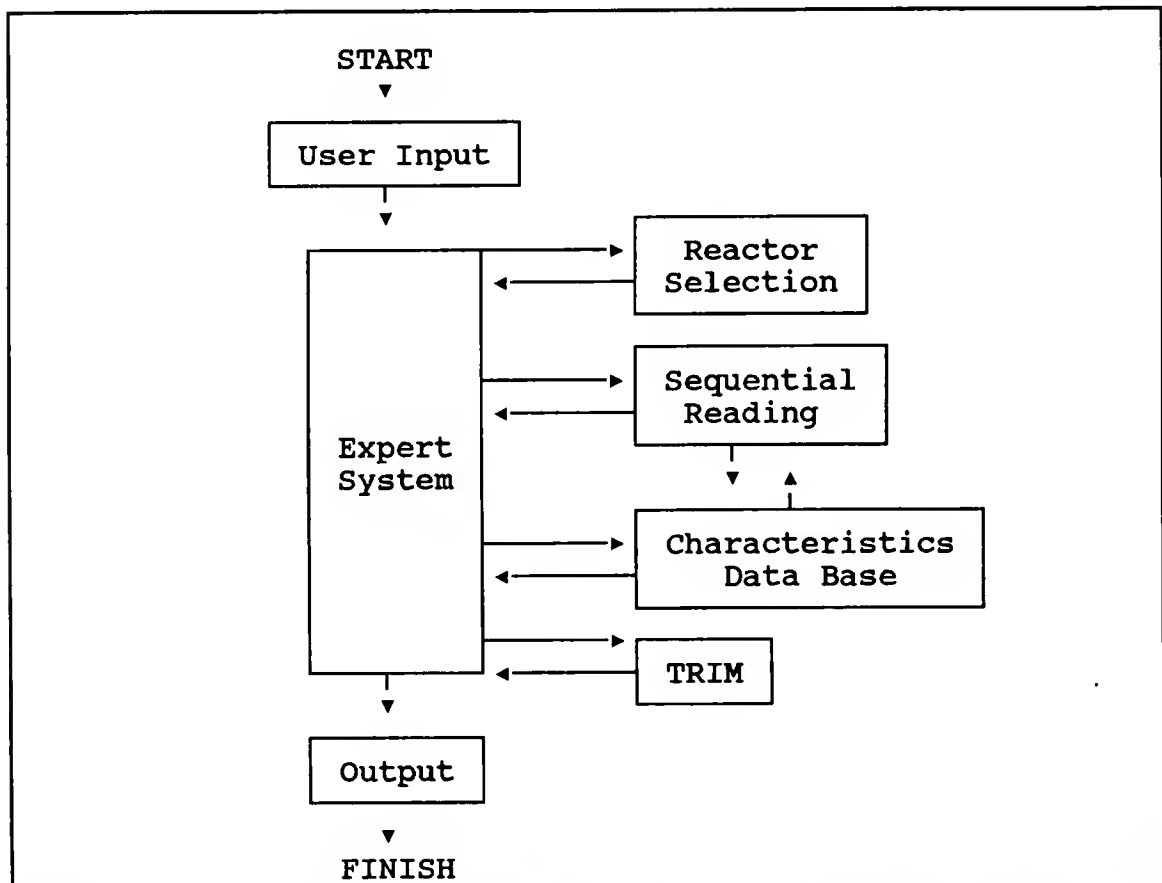 START
User Input
Reactor
Selection
Sequential
Reading
Expert
System
Characteristics
Data Base
TRIM
Output
FINISH